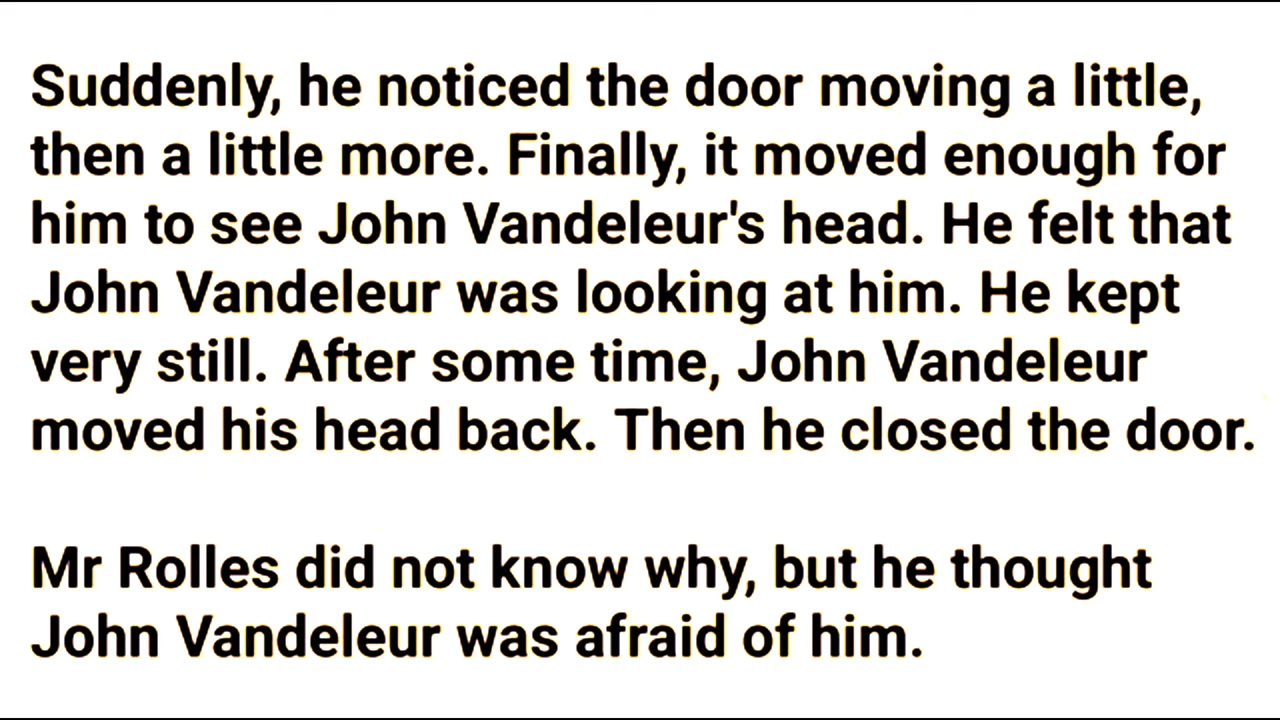 Suddenly, he noticed the door moving a little,
then a little more. Finally, it moved enough for
him to see John Vandeleur's head. He felt that
John Vandeleur was looking at him. He kept
very still. After some time, John Vandeleur
moved his head back. Then he closed the door.
Mr Rolles did not know why, but he thought
John Vandeleur was afraid of him.